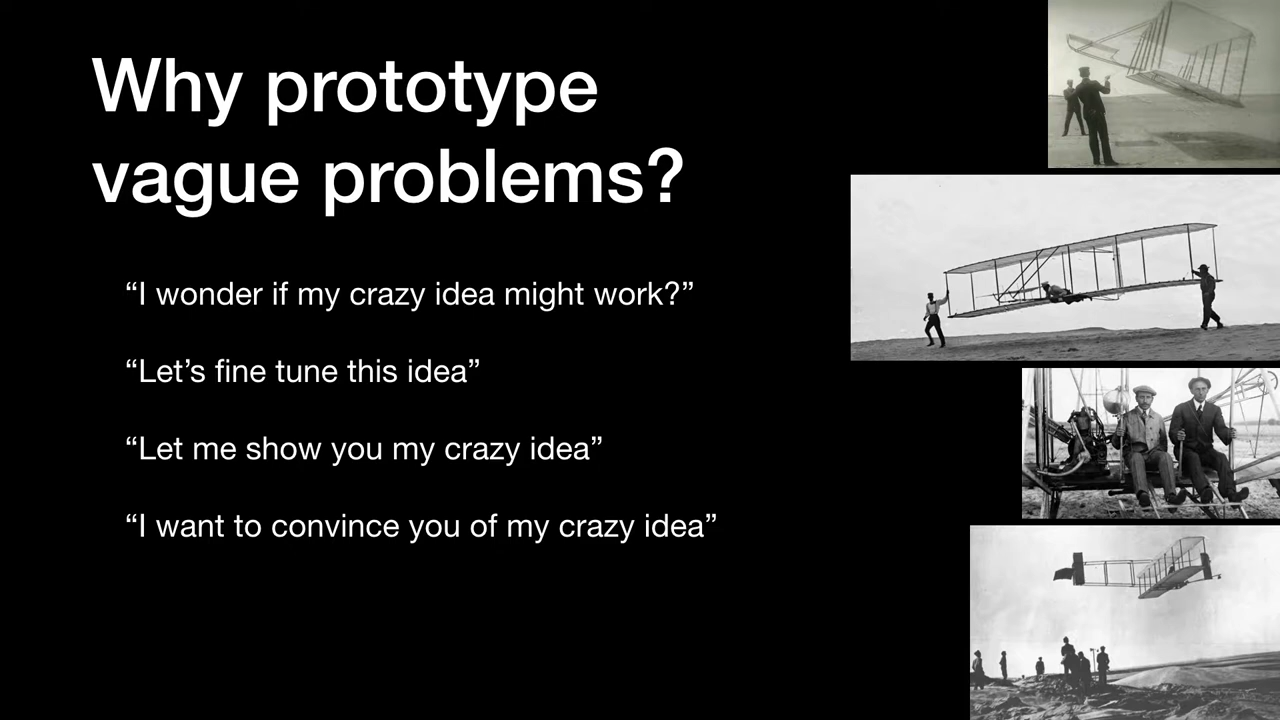 Why prototype
vague problems?
“I wonder if my crazy idea might work?”
“Let’s fine tune this idea”
“Let me show you my crazy idea”
“I want to convince you of my crazy idea”